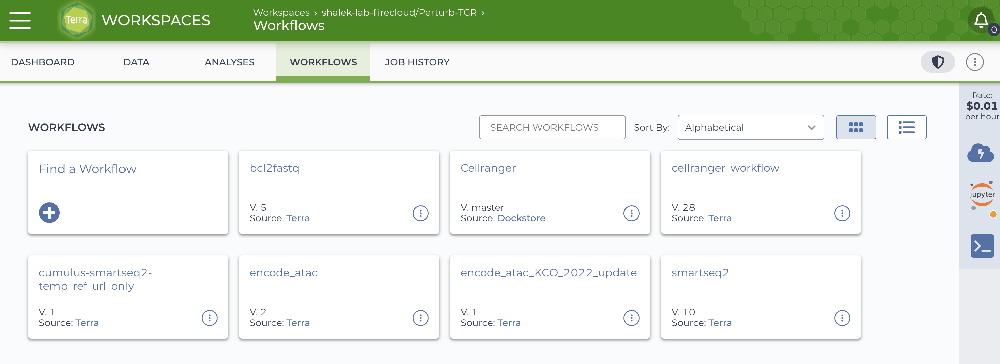 Terra
WORKSPACES
Workspaces › shalek-lab-firecloud/Perturb-TCR ›
Workflows
0
DASHBOARD
DATA
ANALYSES
WORKFLOWS
JOB HISTORY
Rate:
$0.01
per hour
WORKFLOWS
SEARCH WORKFLOWS
Sort By:
Alphabetical
Find a Workflow
bcl2fastq
V. 5
Source: Terra
Cellranger
V. master
Source: Dockstore
cellranger_workflow
V. 28
Source: Terra
jupyter
cumulus-smartseq2-
temp_ref_url_only
V. 1
Source: Terra
encode_atac
V. 2
Source: Terra
encode_atac_KCO_2022_update
V. 1
Source: Terra
smartseq2
V. 10
Source: Terra